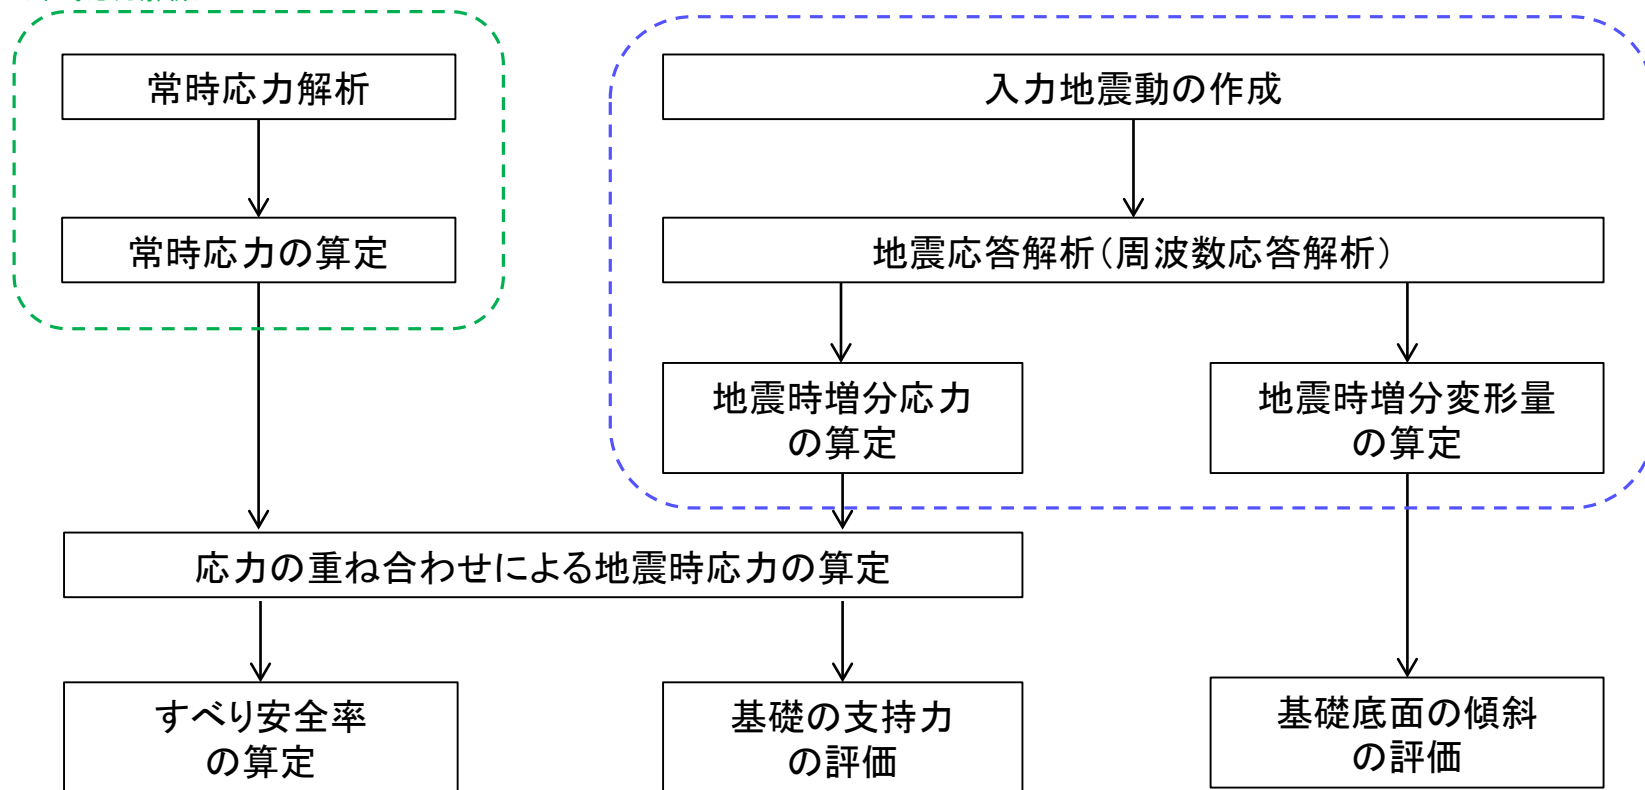 常時応力解析
入力地震動の作成
常時応力の算定
地震応答解析(周波数応答解析)
地震時増分応力
の算定
地震時増分変形量
の算定
応力の重ね合わせによる地震時応力の算定
すべり安全率
の算定
基礎の支持力
の評価
基礎底面の傾斜
の評価